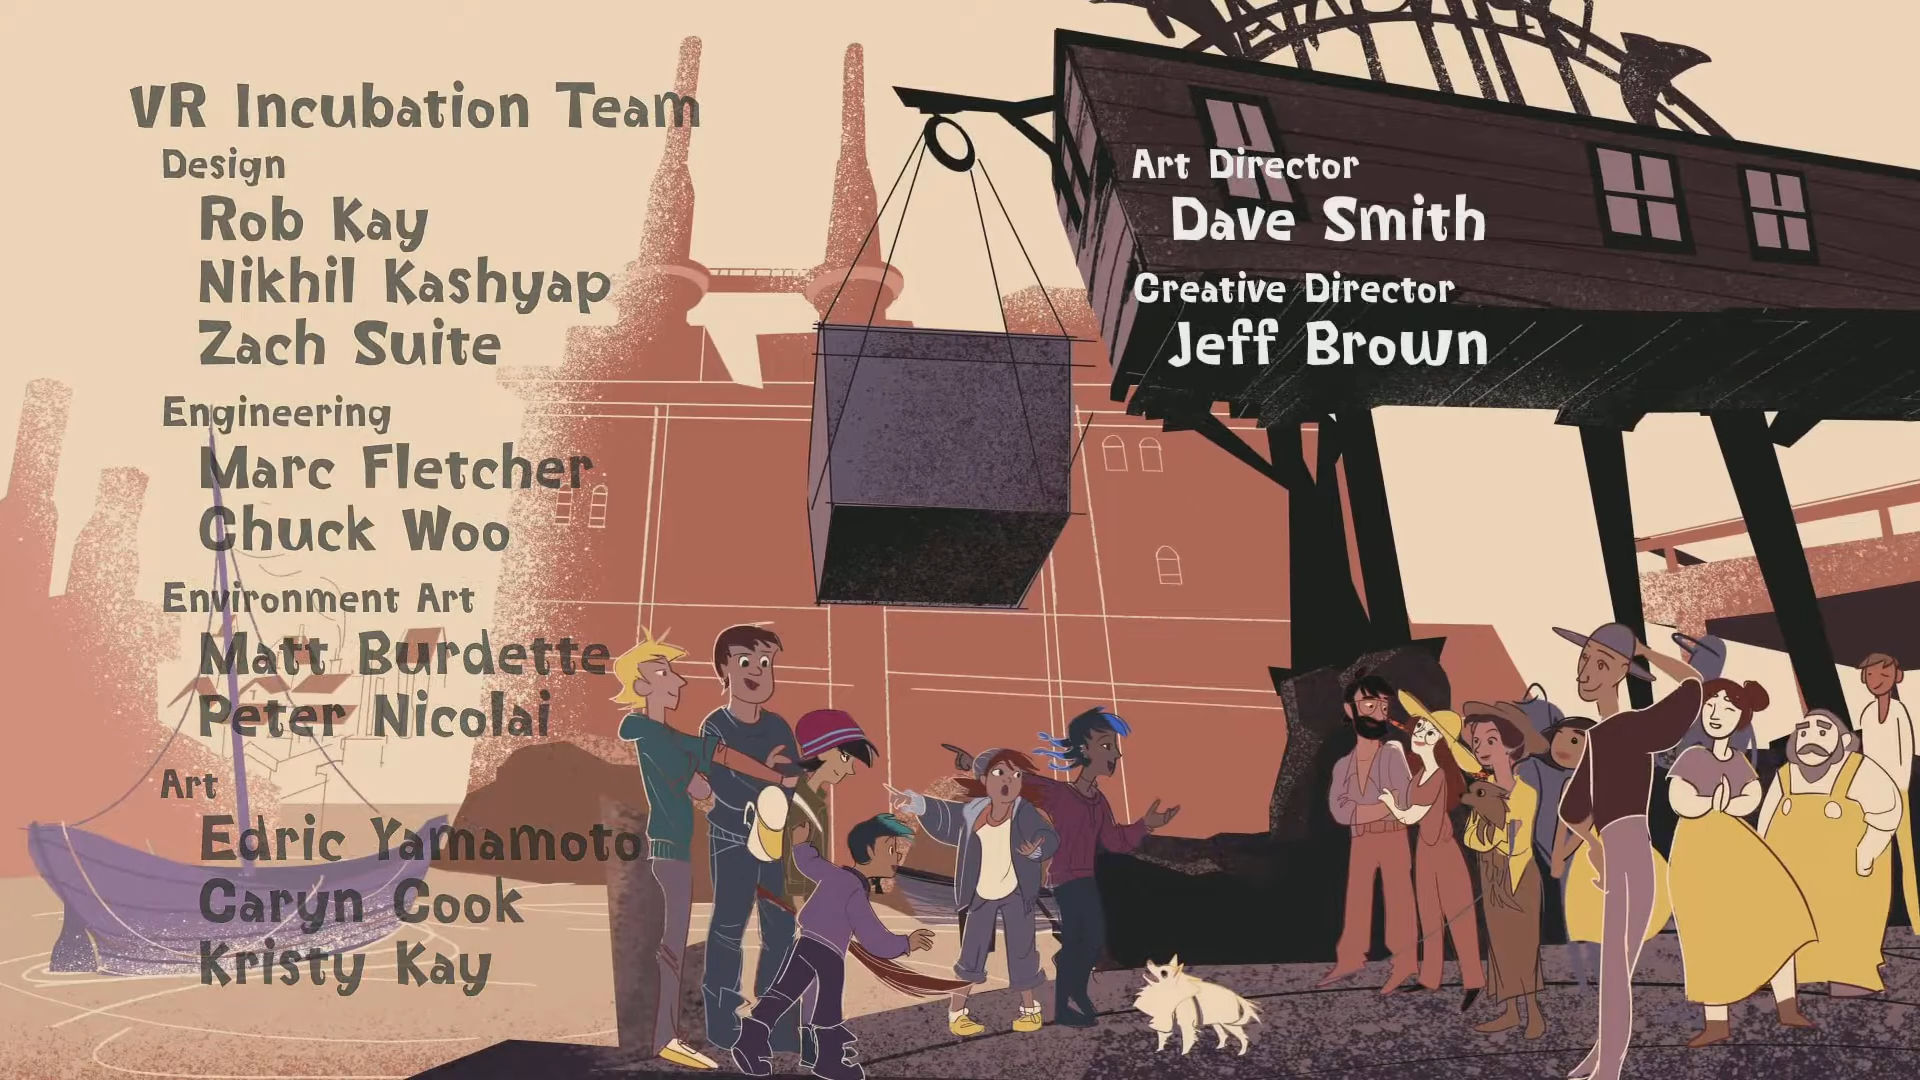 VR Incubation Team
Design
Rob Kay
Nikhil Kashyap
Zach Suite
Engineering
Marc Fletcher
Chuck Woo
Environment Art
Matt Burdette
Peter Nicolai
Art
Edric Yamamoto
Caryn Cook
Kristy Kay
Art Director
Dave Smith
Creative Director
Jeff Brown